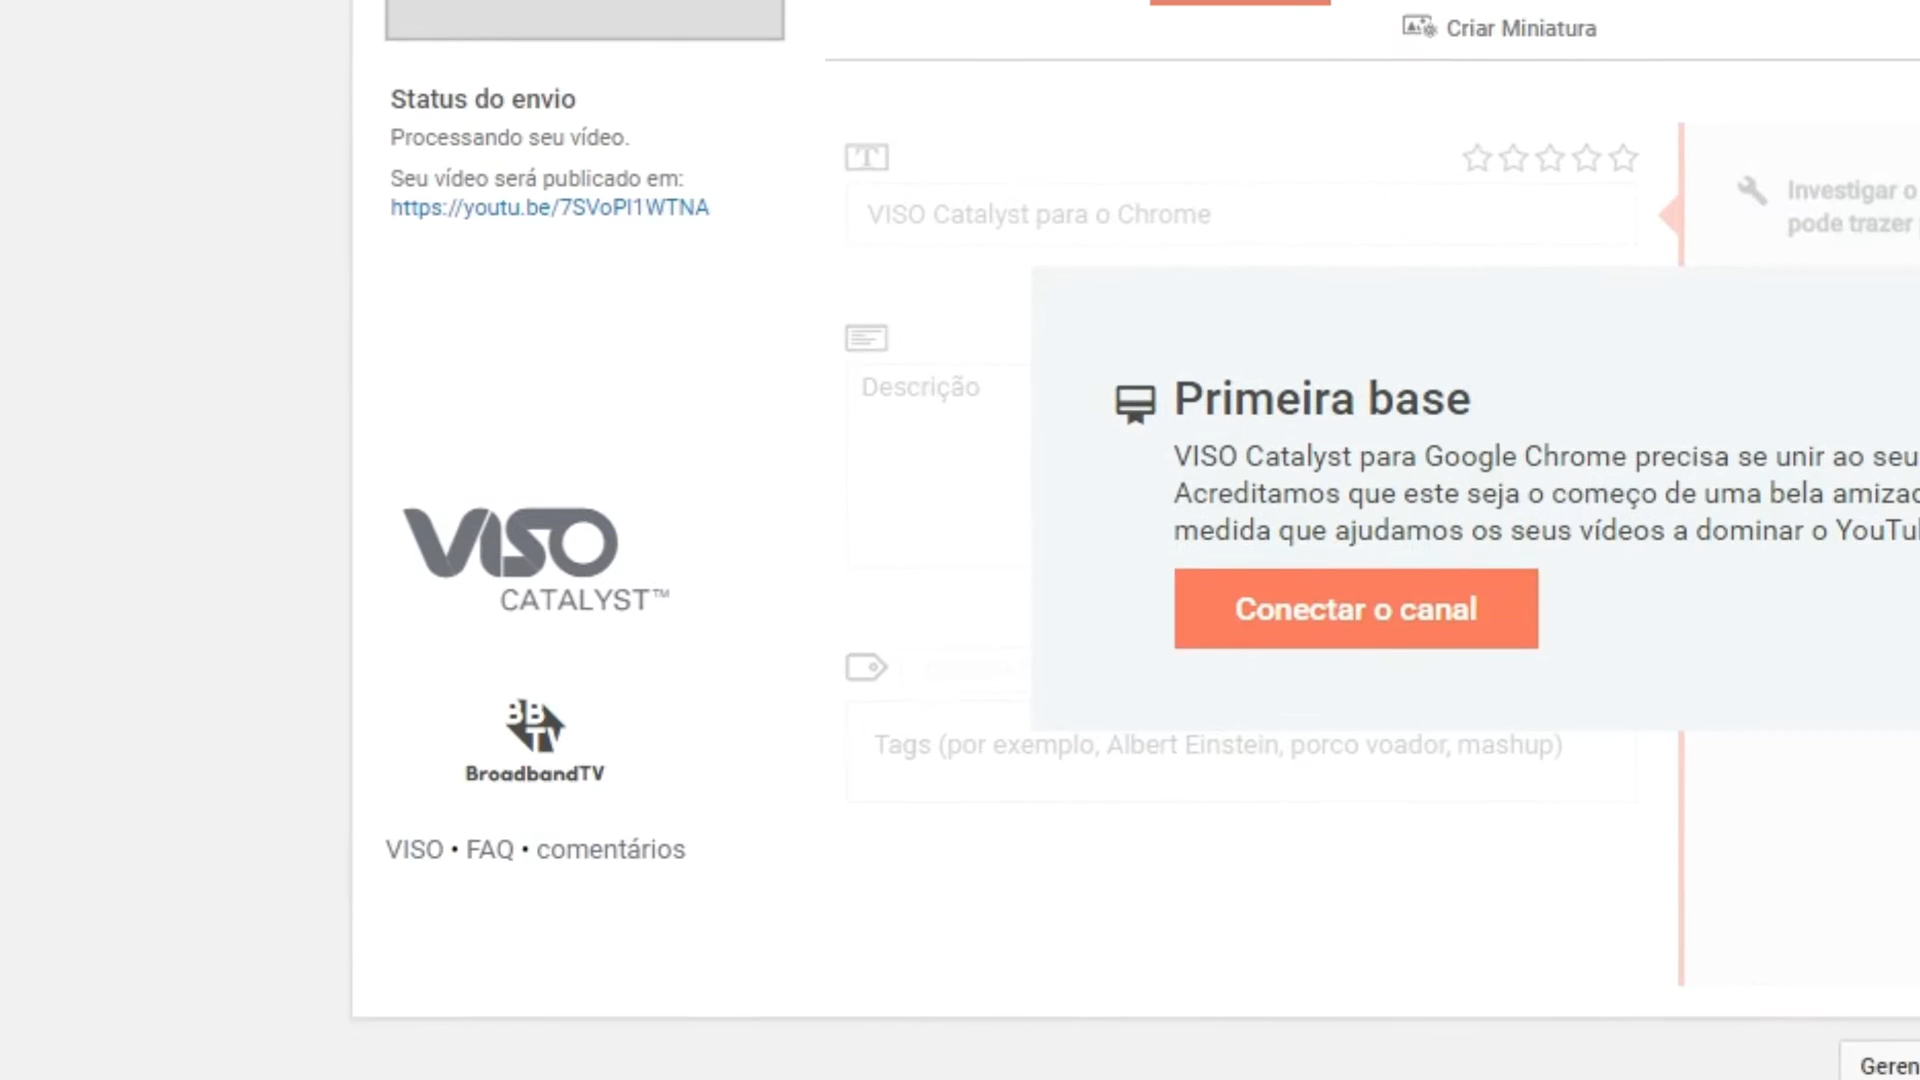 Criar Miniatura
Status do envio
Processando seu vídeo.
Seu vídeo será publicado em:
https://youtu.be/7SVoPI1WTNA
T
VISO Catalyst para o Chrome
Investigar o
pode trazer
Descrição
Primeira base
VISO Catalyst para Google Chrome precisa se unir ao seu
Acreditamos que este seja o começo de uma bela amizad
medida que ajudamos os seus vídeos a dominar o YouTu
Conectar o canal
VISO
CATALYST™
Tags (por exemplo, Albert Einstein, porco voador, mashup)
BB
TV
BroadbandTV
VISO • FAQ • comentários
Geren